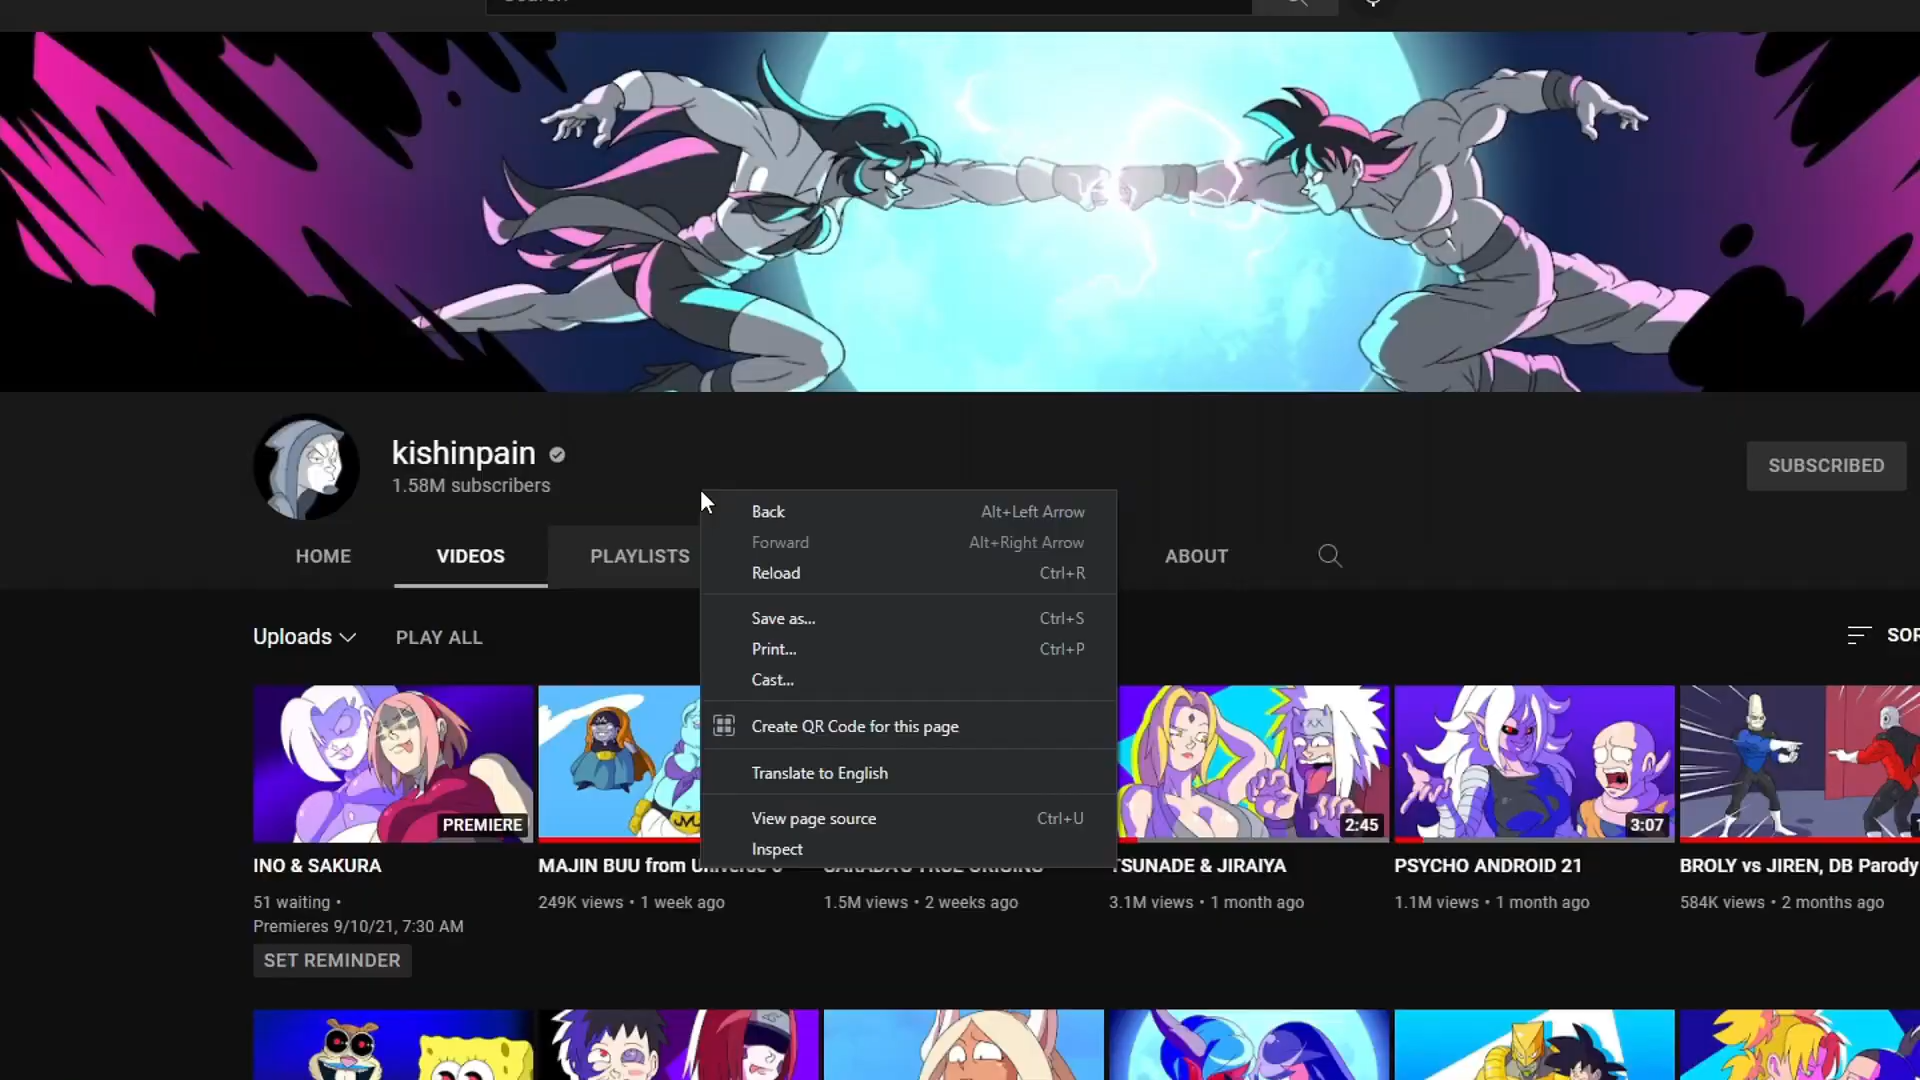 kishinpain
1.58M subscribers
SUBSCRIBED
HOME
VIDEOS
PLAYLISTS
ABOUT
Back Alt+Left Arrow
Forward Alt+Right Arrow
Reload Ctrl+R
Save as... Ctrl+S
Print... Ctrl+P
Cast...
Create QR Code for this page
Translate to English
View page source Ctrl+U
Inspect
Uploads
PLAY ALL
PREMIERE
2:45
3:07
INO & SAKURA
51 waiting •
Premieres 9/10/21, 7:30 AM
SET REMINDER
MAJIN BUU from
249K views • 1 week ago
1.5M views • 2 weeks ago
TSUNADE & JIRAIYA
3.1M views • 1 month ago
PSYCHO ANDROID 21
1.1M views • 1 month ago
BROLY vs JIREN, DB Parody
584K views • 2 months ago